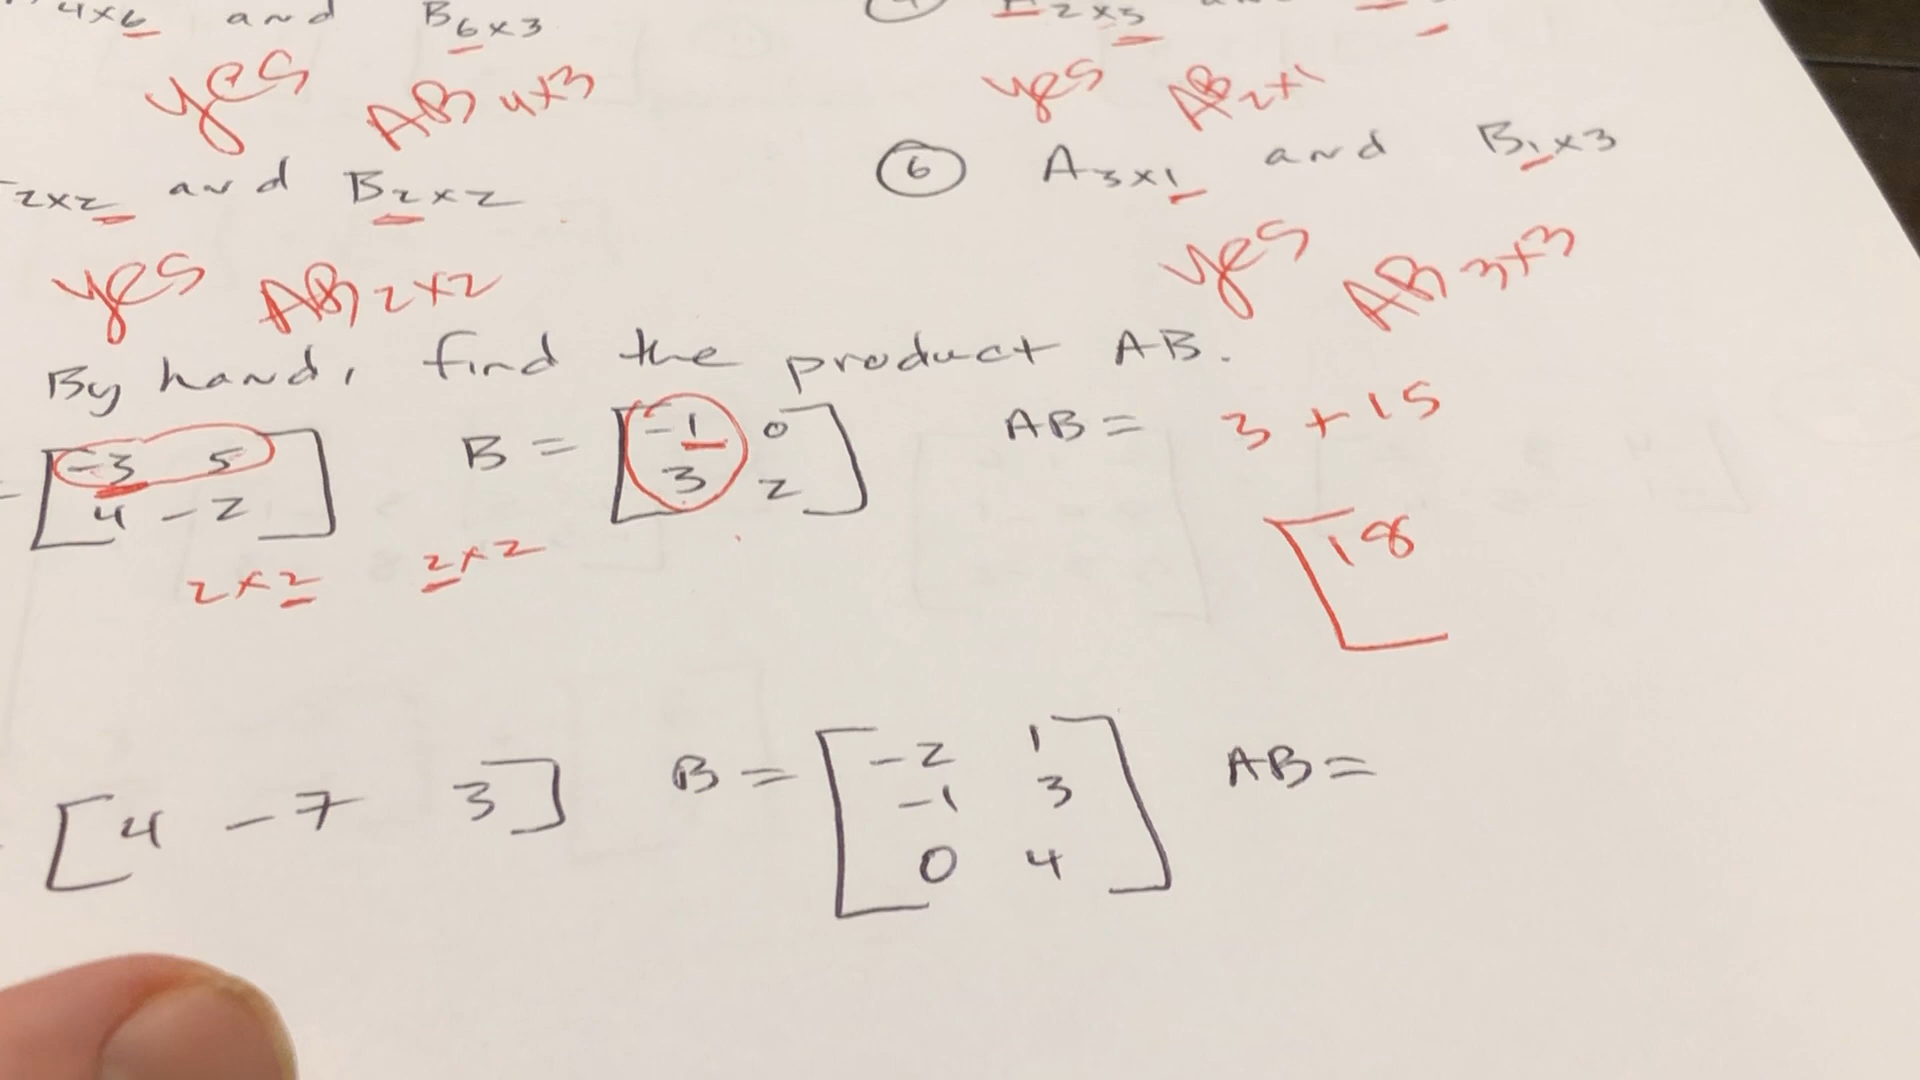 4x6 and B6x3
yes AB4x3
2x2 and B2x2
yes AB2x2
yes AB2x1
6 A3x1 and B1x3
yes AB3x3
By hand, find the product AB.
[-3 5] B = [-1 0] AB = 3 + 15
[4 -2] [3 2] [18
2x2 2x2
[4 -7 3] B = [-2 1] AB =
[-1 3]
[0 4]